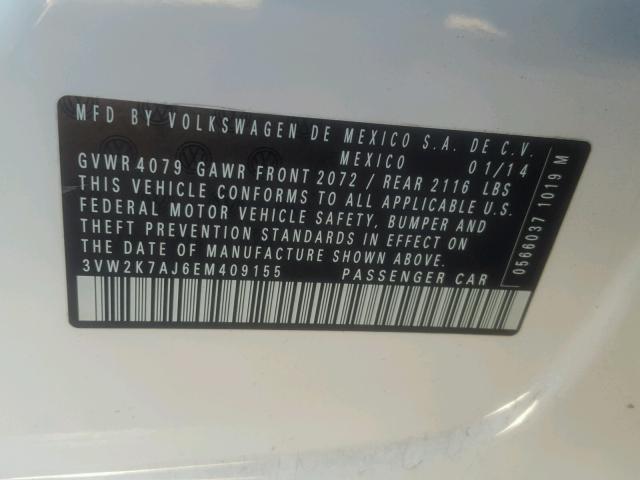 MFD BY VOLKSWAGEN DE MEXICO S.A. DE C.V.
MEXICO 01/14
GVWR 4079 GAWR FRONT 2072 / REAR 2116 LBS
THIS VEHICLE CONFORMS TO ALL APPLICABLE U.S.
FEDERAL MOTOR VEHICLE SAFETY, BUMPER AND
THEFT PREVENTION STANDARDS IN EFFECT ON
THE DATE OF MANUFACTURE SHOWN ABOVE.
3VW2K7AJ6EM409155 PASSENGER CAR
0566037 1019 M